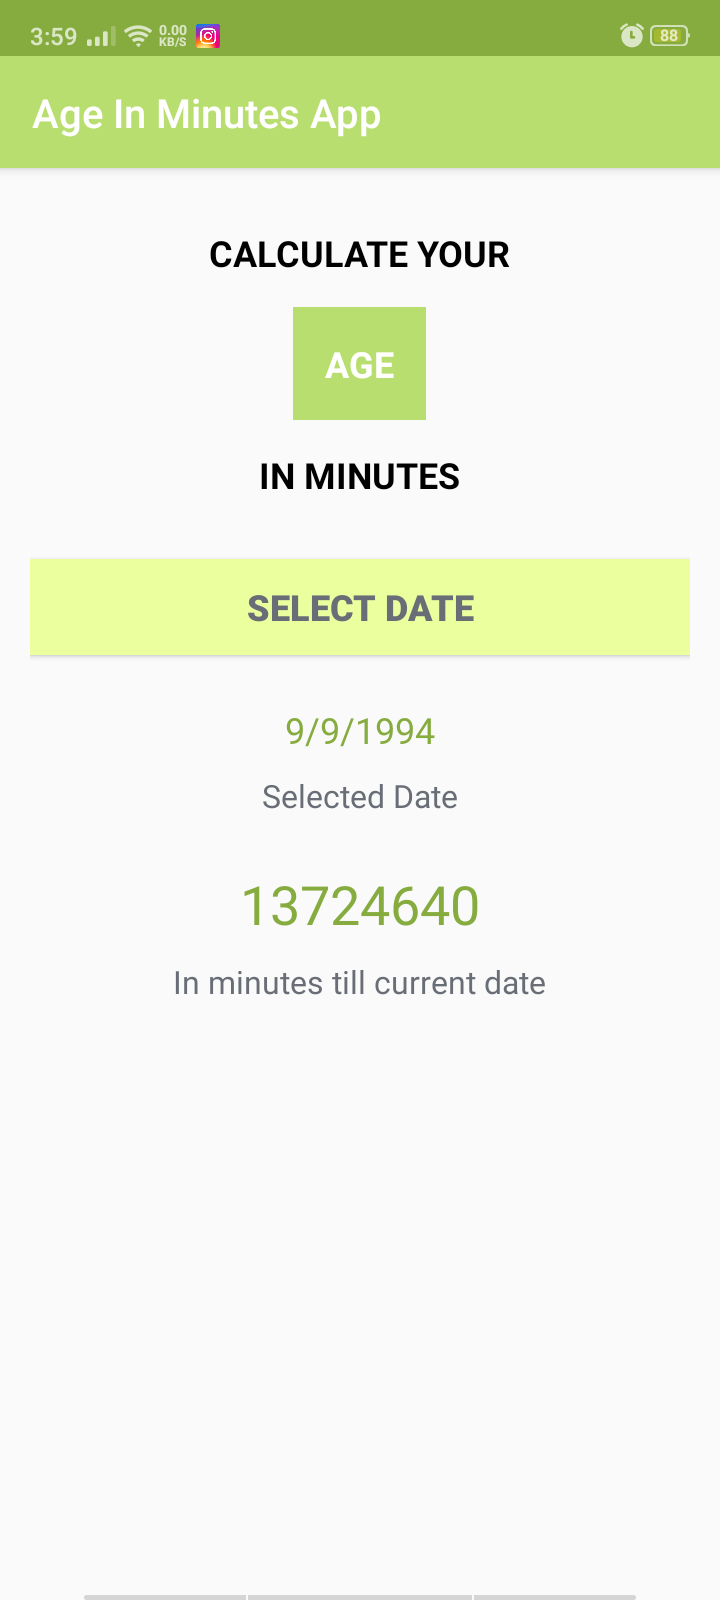 3:59 0.00 KB/S 88
Age In Minutes App
CALCULATE YOUR
AGE
IN MINUTES
SELECT DATE
9/9/1994
Selected Date
13724640
In minutes till current date